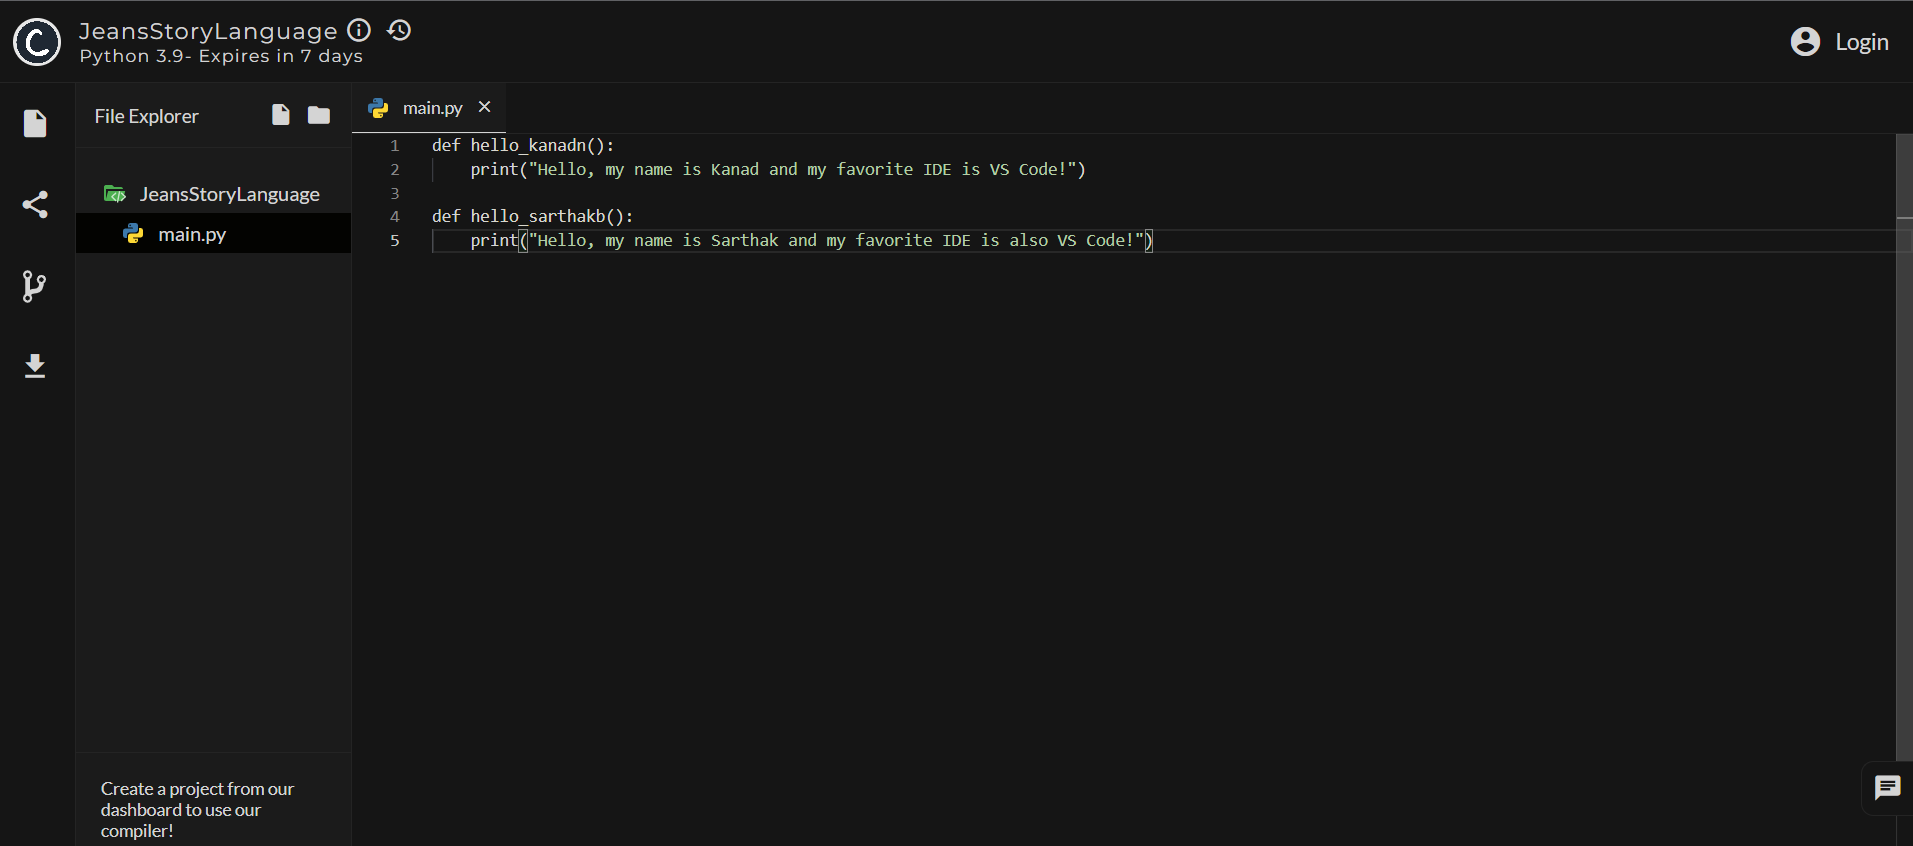 C
JeansStoryLanguage
Python 3.9- Expires in 7 days
Login
File Explorer
JeansStoryLanguage
main.py
Create a project from our
dashboard to use our
compiler!
main.py
1 def hello_kanadn():
2     print("Hello, my name is Kanad and my favorite IDE is VS Code!")
3
4 def hello_sarthakb():
5     print("Hello, my name is Sarthak and my favorite IDE is also VS Code!")